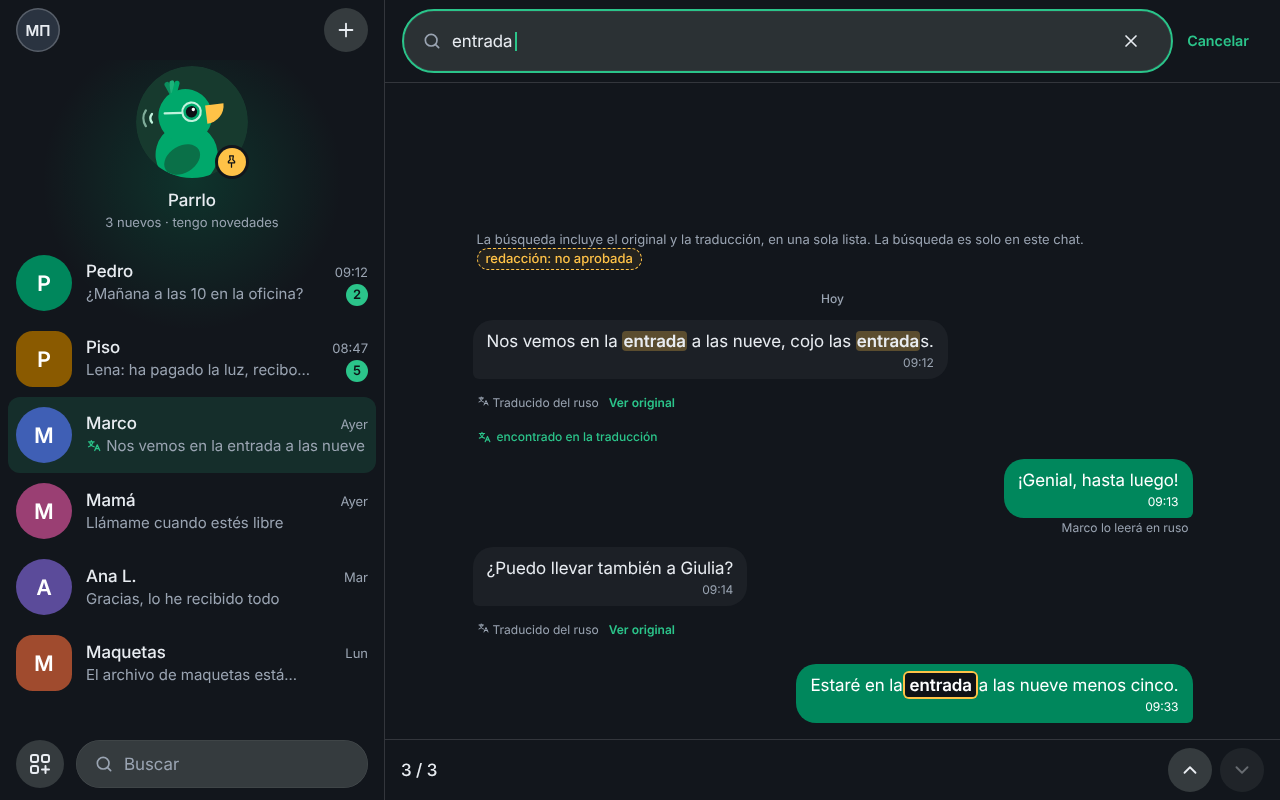 МП
Parrlo
3 nuevos · tengo novedades
Pedro 09:12
¿Mañana a las 10 en la oficina? 2
P
Piso 08:47
Lena: ha pagado la luz, recibo... 5
P
Marco Ayer
Nos vemos en la entrada a las nueve
M
Mamá Ayer
Llámame cuando estés libre
M
Ana L. Mar
Gracias, lo he recibido todo
A
Maquetas Lun
El archivo de maquetas está...
M
Buscar
entrada
Cancelar
La búsqueda incluye el original y la traducción, en una sola lista. La búsqueda es solo en este chat.
redacción: no aprobada
Hoy
Nos vemos en la entrada a las nueve, cojo las entradas.
09:12
Traducido del ruso Ver original
encontrado en la traducción
¡Genial, hasta luego!
09:13
Marco lo leerá en ruso
¿Puedo llevar también a Giulia?
09:14
Traducido del ruso Ver original
Estaré en la entrada a las nueve menos cinco.
09:33
3 / 3